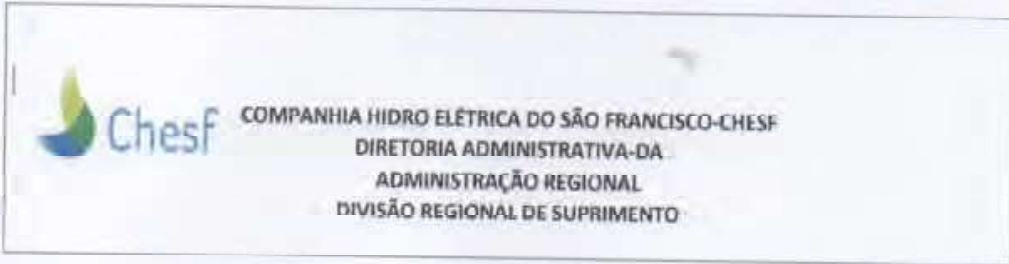 Chesf
COMPANHIA HIDRO ELÉTRICA DO SÃO FRANCISCO-CHESF
DIRETORIA ADMINISTRATIVA-DA
ADMINISTRAÇÃO REGIONAL
DIVISÃO REGIONAL DE SUPRIMENTO